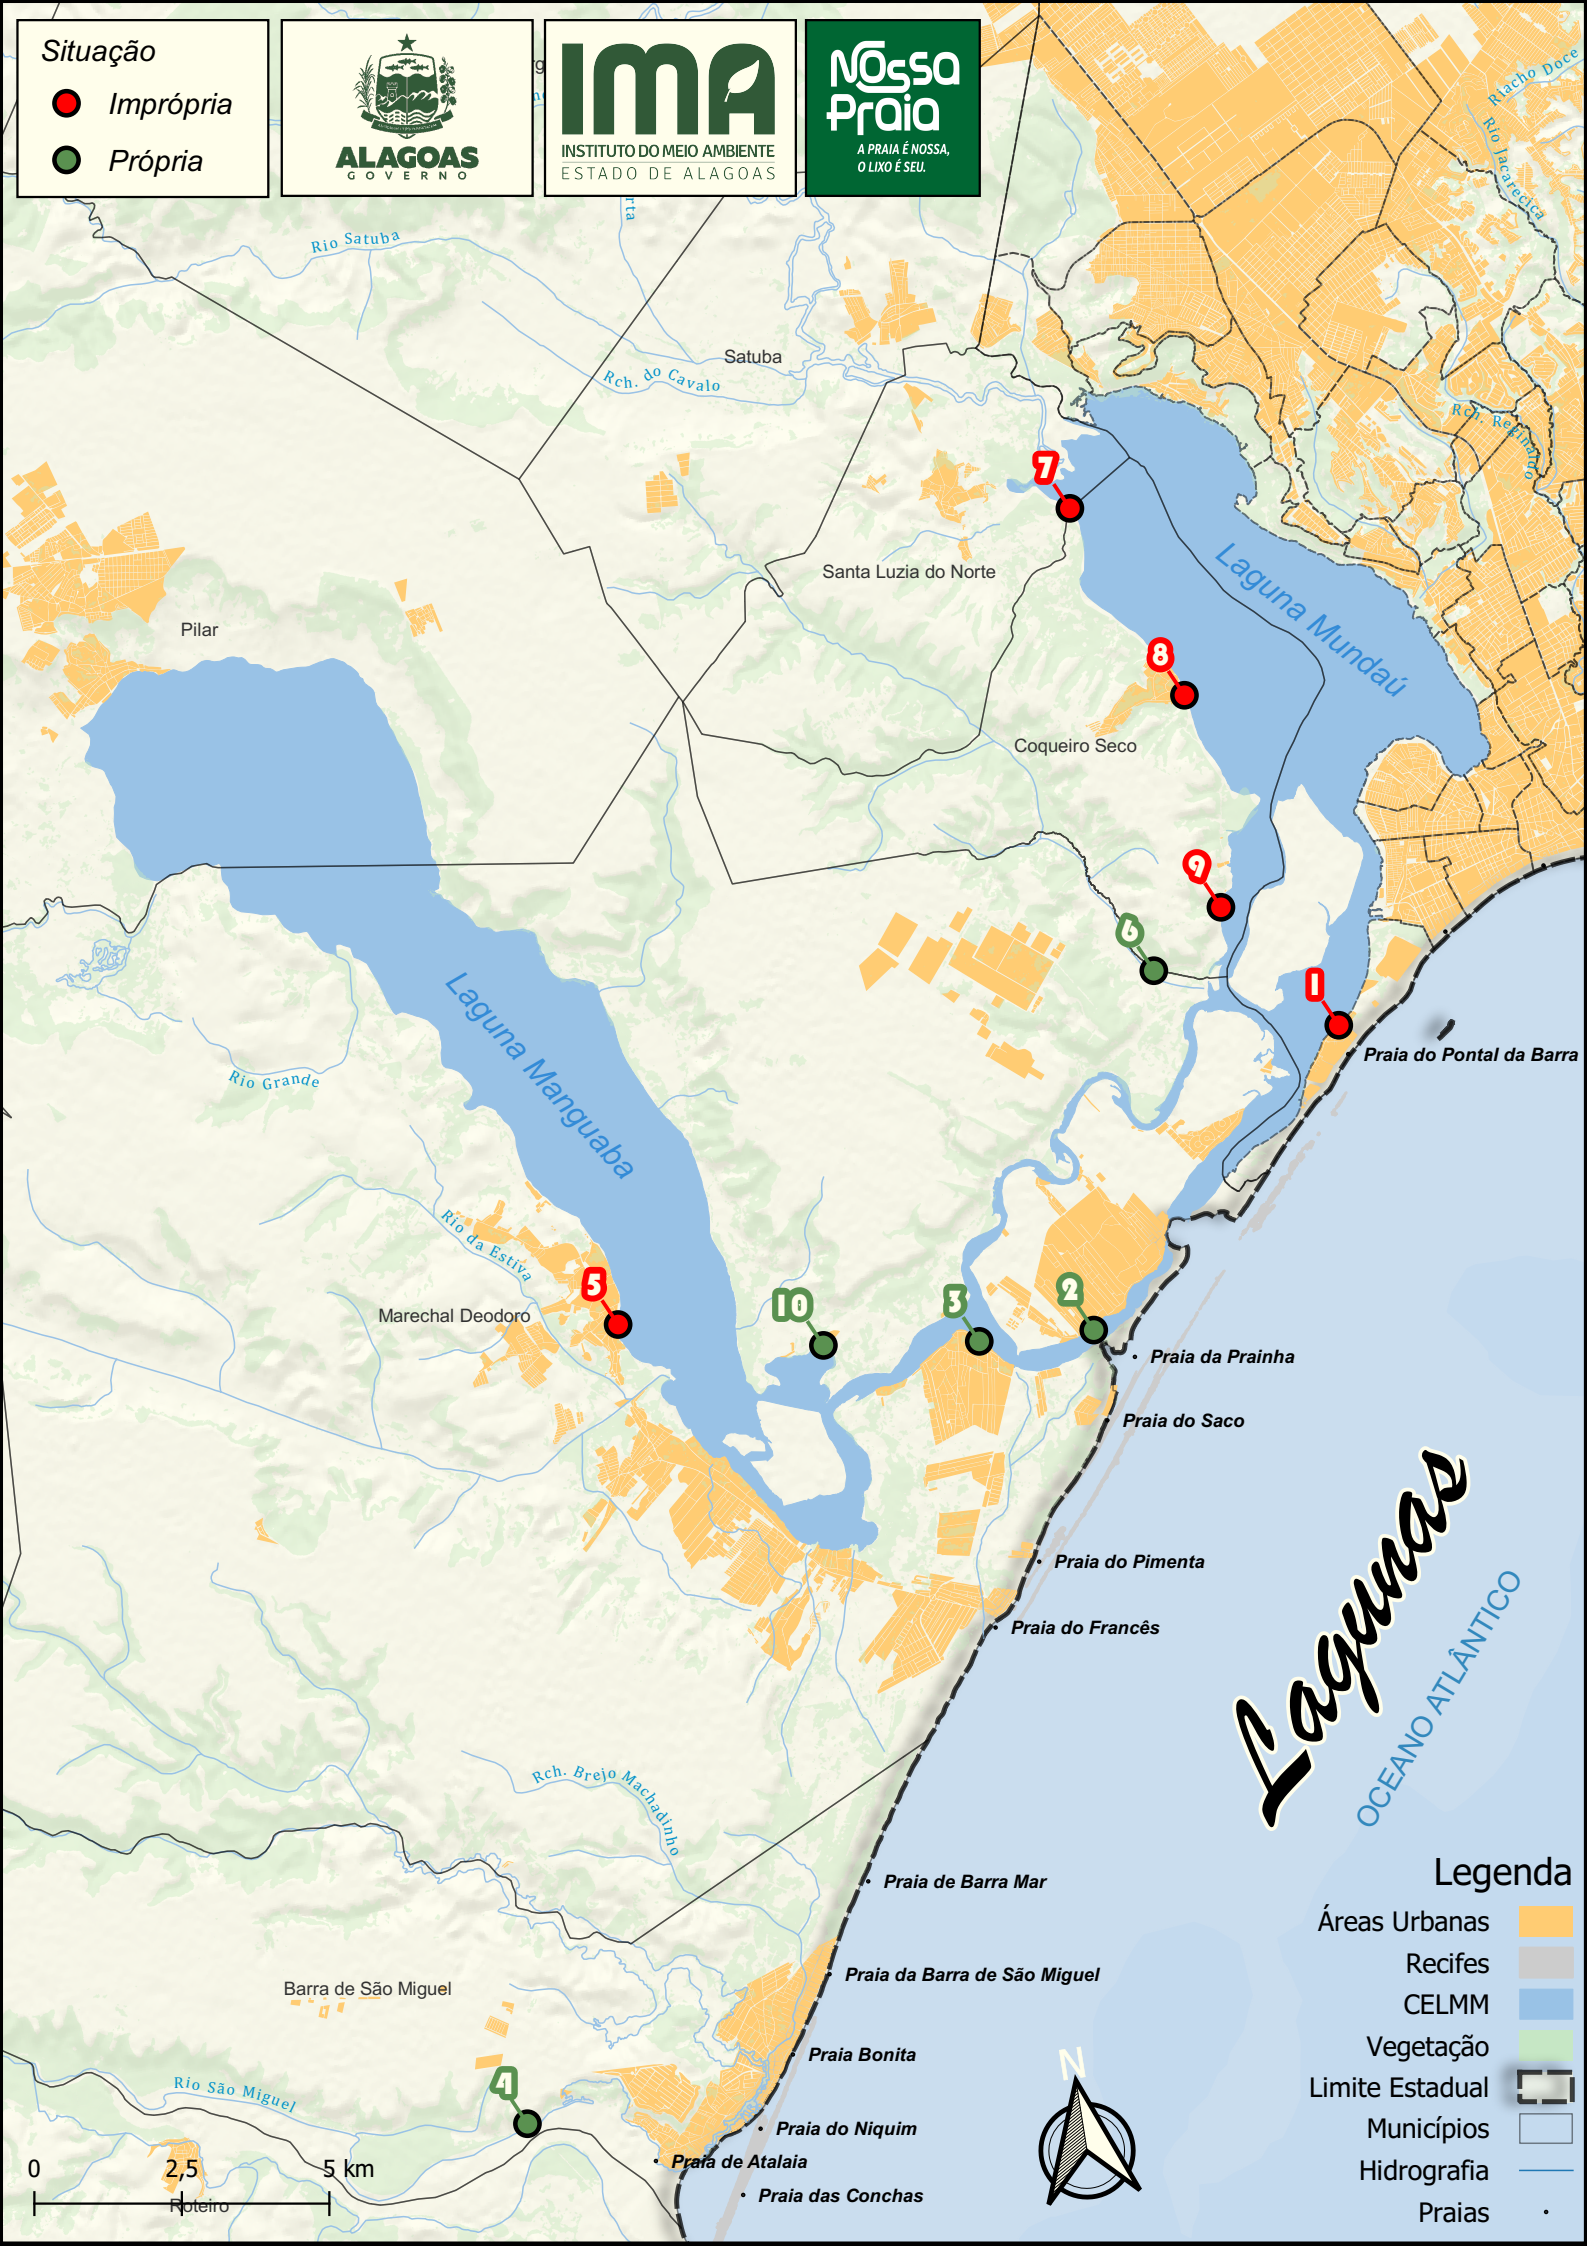 Situação
Imprópria
Própria
ALAGOAS
GOVERNO
IMA
INSTITUTO DO MEIO AMBIENTE
ESTADO DE ALAGOAS
Nossa
Praia
A PRAIA É NOSSA,
O LIXO É SEU.
Riacho Doce
Rio Jacarecica
Rio Satuba
Satuba
Rch. do Cavalo
Rch. Reginaldo
7
Santa Luzia do Norte
Laguna Mundaú
Pilar
8
Coqueiro Seco
9
6
1
Laguna Manguaba
Praia do Pontal da Barra
Rio Grande
Rio da Estiva
5
10
3
2
Marechal Deodoro
Praia da Prainha
Praia do Saco
Praia do Pimenta
Praia do Francês
Lagunas
OCEANO ATLÂNTICO
Rch. Brejo Machadinho
Praia de Barra Mar
Praia da Barra de São Miguel
Barra de São Miguel
Praia Bonita
4
Rio São Miguel
Praia do Niquim
Praia de Atalaia
Praia das Conchas
0 2,5 5 km
Roteiro
N
Legenda
Áreas Urbanas
Recifes
CELMM
Vegetação
Limite Estadual
Municípios
Hidrografia
Praias